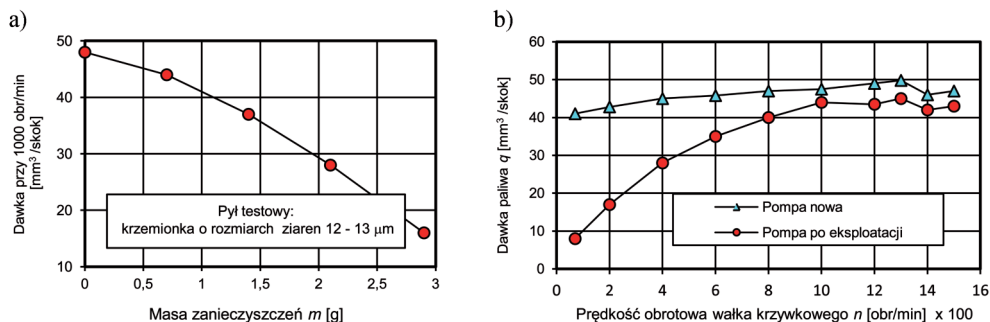 a)
Dawka przy 1000 obr/min
[mm³ /skok]
50
40
30
20
10
0
0,5
1
1,5
2
2,5
3
Pył testowy:
krzemionka o rozmiarch ziaren 12 - 13 μm
Masa zanieczyszczeń m [g]
b)
Dawka paliwa q [mm³ /skok]
60
50
40
30
20
10
0
0
2
4
6
8
10
12
14
16
Pompa nowa
Pompa po eksploatacji
Prędkość obrotowa wałka krzywkowego n [obr/min] x 100